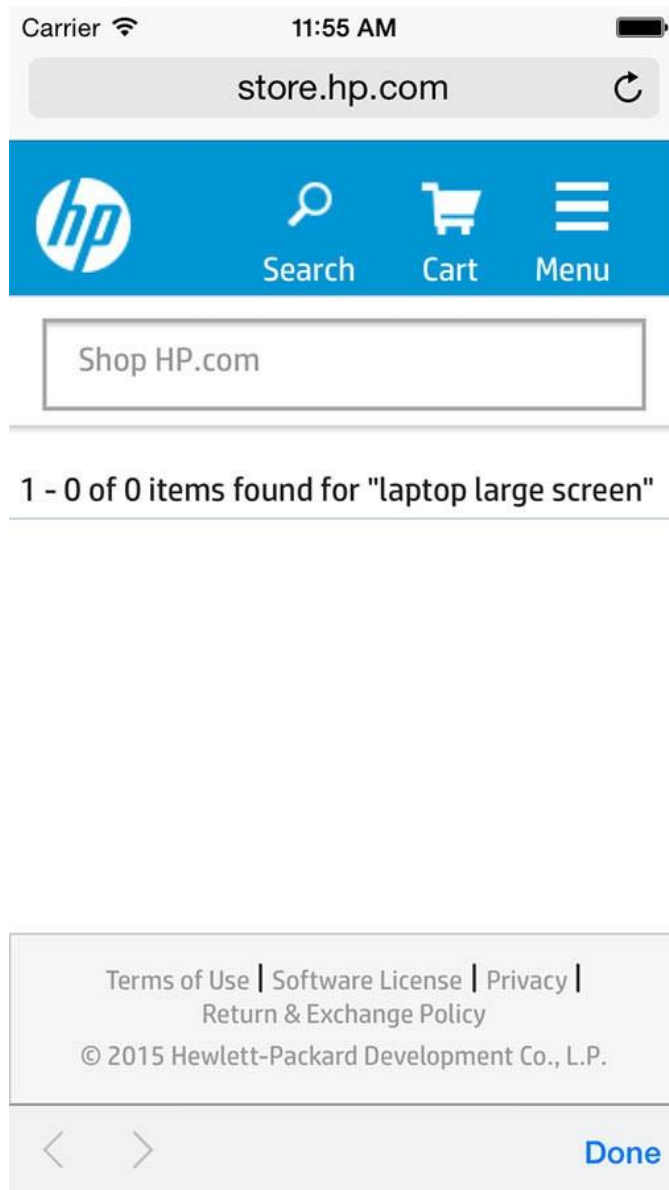 Carrier 11:55 AM
store.hp.com
hp
Search Cart Menu
Shop HP.com
1 - 0 of 0 items found for "laptop large screen"
Terms of Use | Software License | Privacy |
Return & Exchange Policy
© 2015 Hewlett-Packard Development Co., L.P.
Done